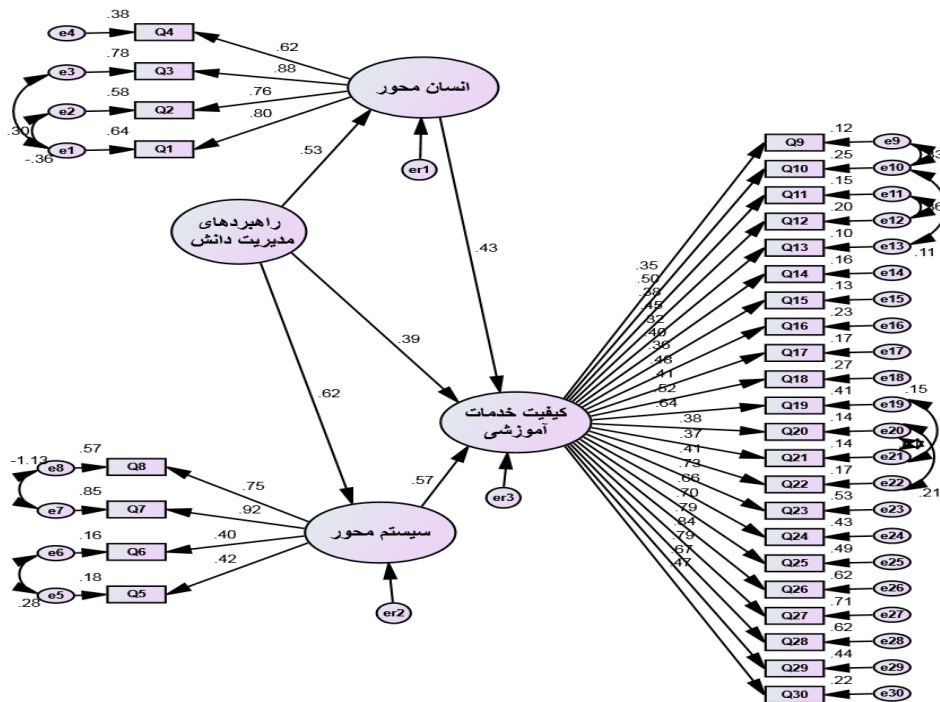 .38
e4
Q4
.62
.78
e3
Q3
.88
انسان محور
.58
e2
Q2
.76
.30
.64
e1
Q1
.80
-.36
.53
er1
راهبردهای
مدیریت دانش
.43
.39
.62
کیفیت خدمات
آموزشی
er3
.57
-1.13
.57
e8
Q8
.75
.85
e7
Q7
.92
سیستم محور
.16
e6
Q6
.40
.18
e5
Q5
.42
.28
er2
.35
.50
.38
.45
.32
.40
.36
.48
.41
.52
.64
.38
.37
.41
.73
.66
.70
.79
.84
.79
.67
.47
Q9 .12 e9
Q10 .25 e10
Q11 .15 e11
Q12 .20 e12
Q13 .10 e13
.11
Q14 .16 e14
Q15 .13 e15
Q16 .23 e16
Q17 .17 e17
Q18 .27 e18
.15
Q19 .41 e19
Q20 .14 e20
Q21 .14 e21
Q22 .17 e22
.21
Q23 .53 e23
Q24 .43 e24
Q25 .49 e25
Q26 .62 e26
Q27 .71 e27
Q28 .62 e28
Q29 .44 e29
Q30 .22 e30